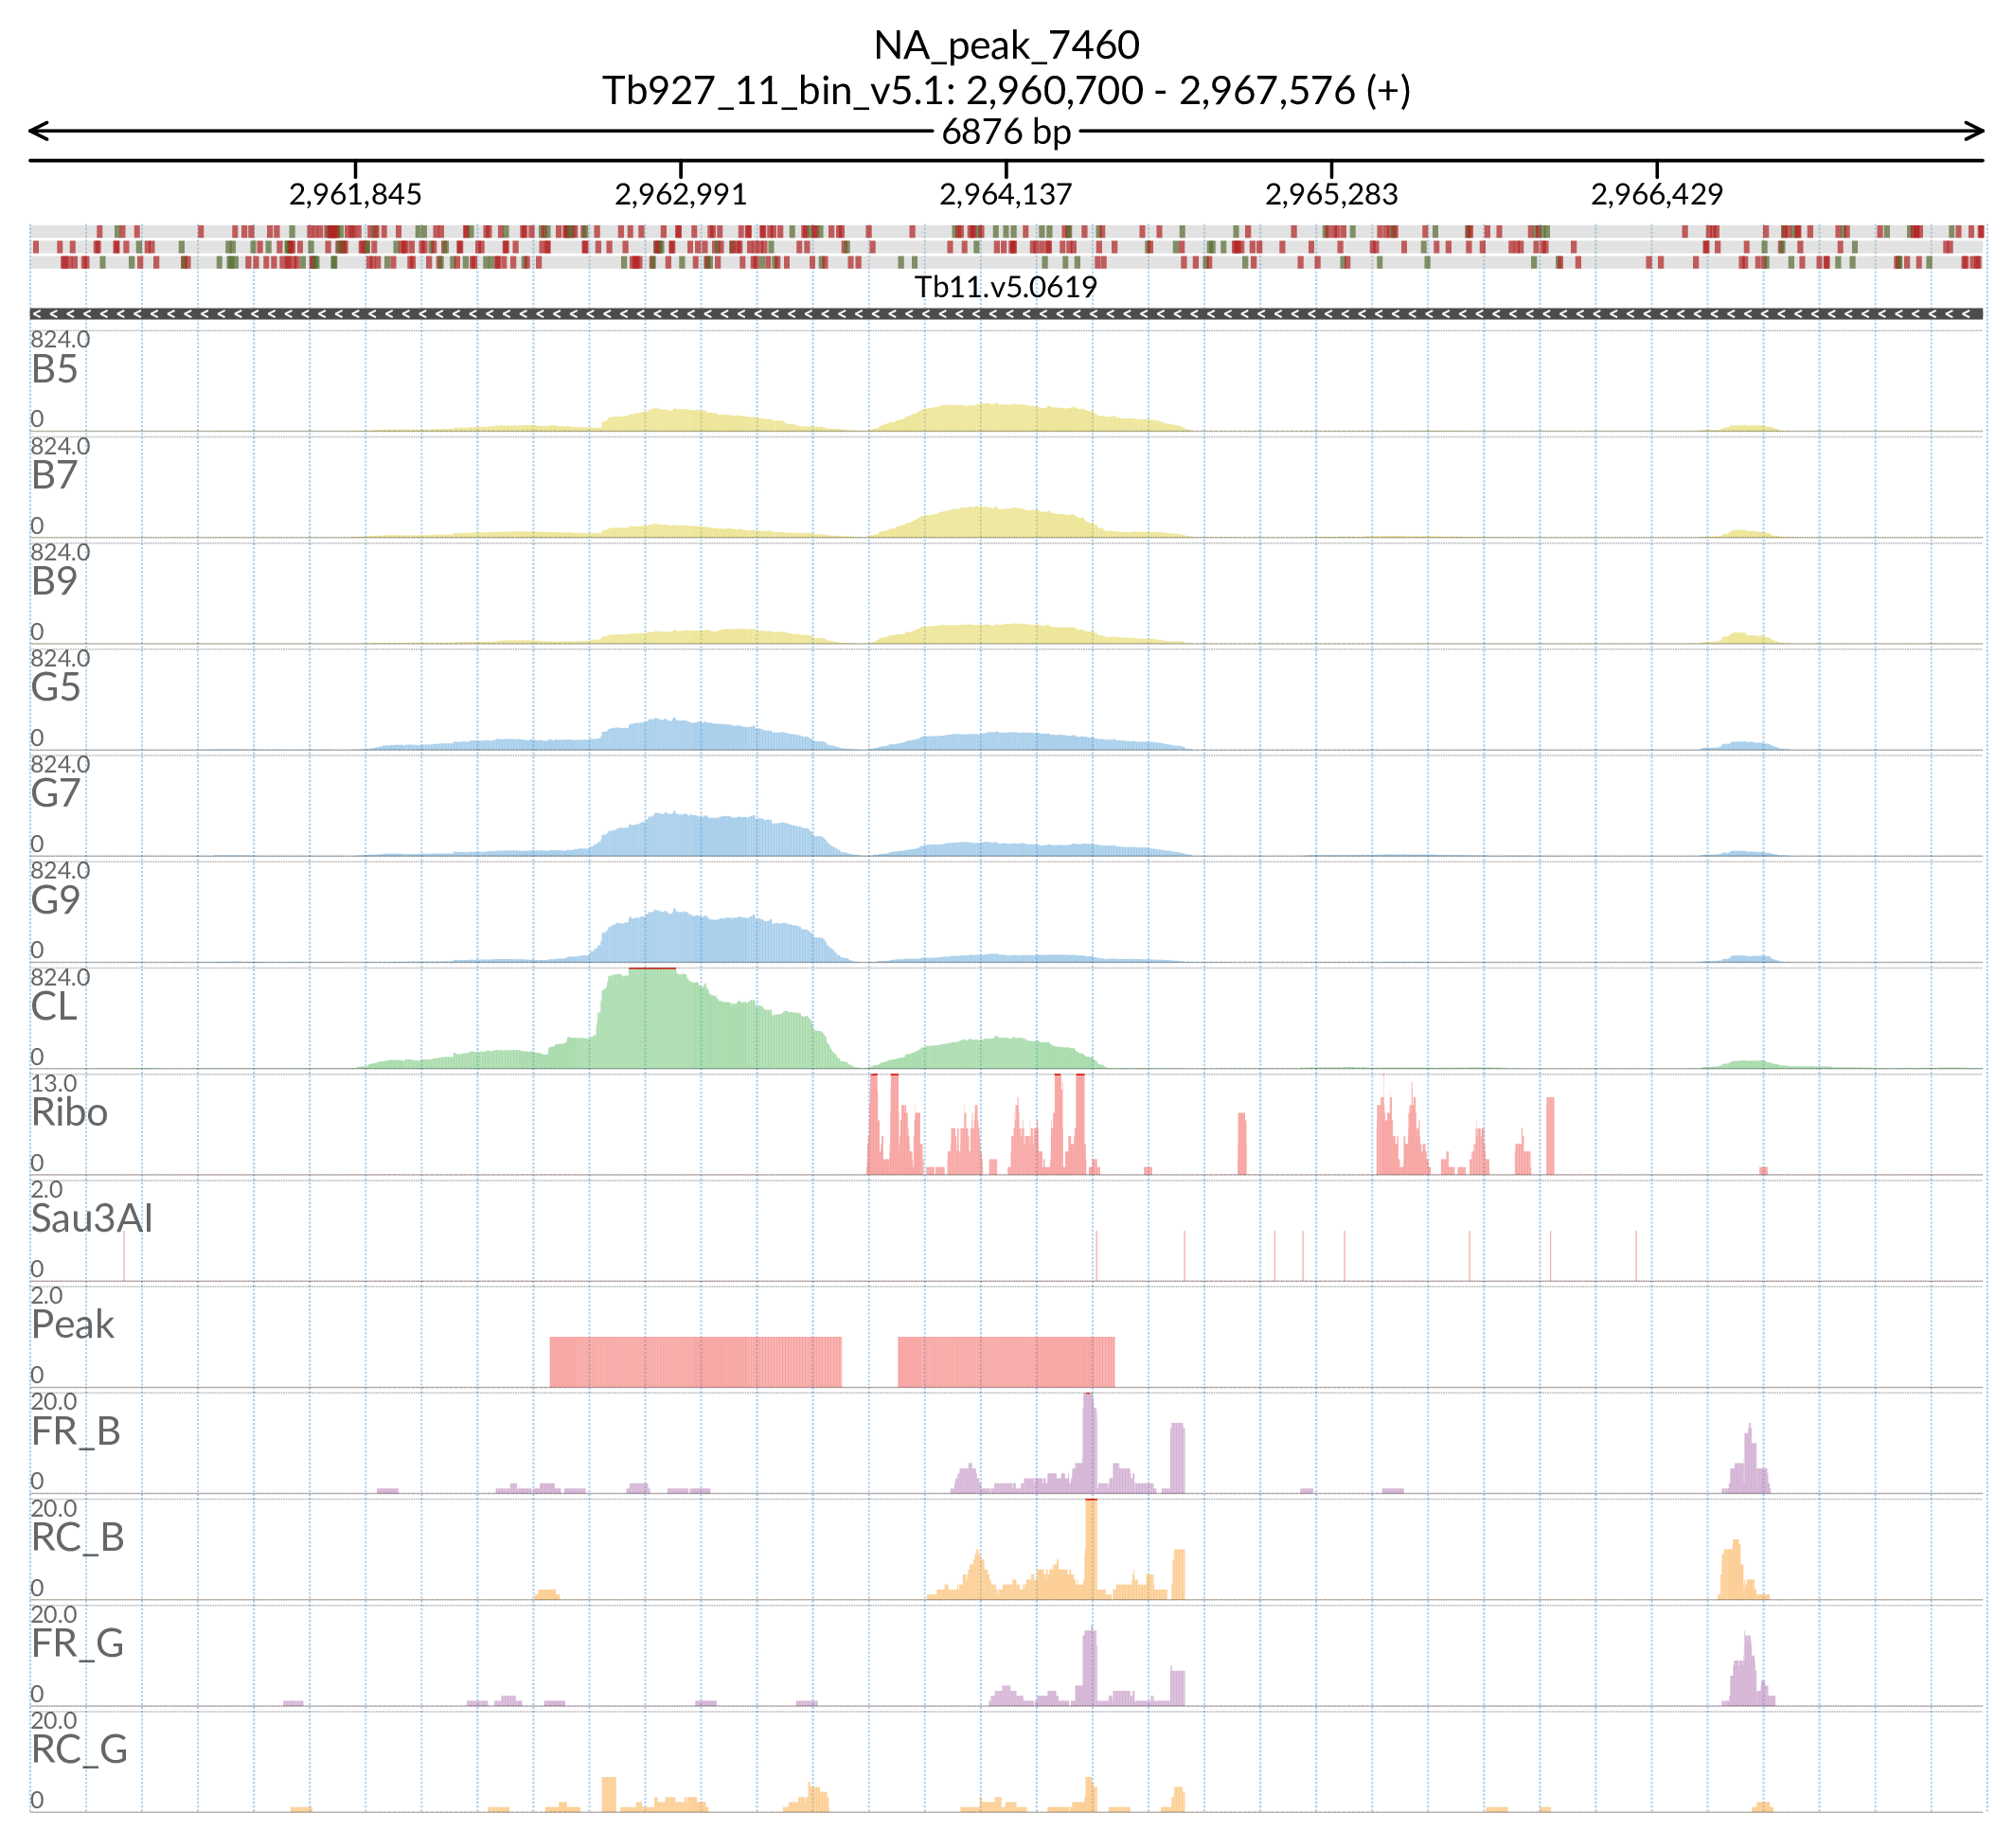 NA_peak_7460
Tb927_11_bin_v5.1: 2,960,700 - 2,967,576 (+)
6876 bp
2,961,845 2,962,991 2,964,137 2,965,283 2,966,429
Tb11.v5.0619
824.0
B5
0
824.0
B7
0
824.0
B9
0
824.0
G5
0
824.0
G7
0
824.0
G9
0
824.0
CL
0
13.0
Ribo
0
2.0
Sau3AI
0
2.0
Peak
0
20.0
FR_B
0
20.0
RC_B
0
20.0
FR_G
0
20.0
RC_G
0